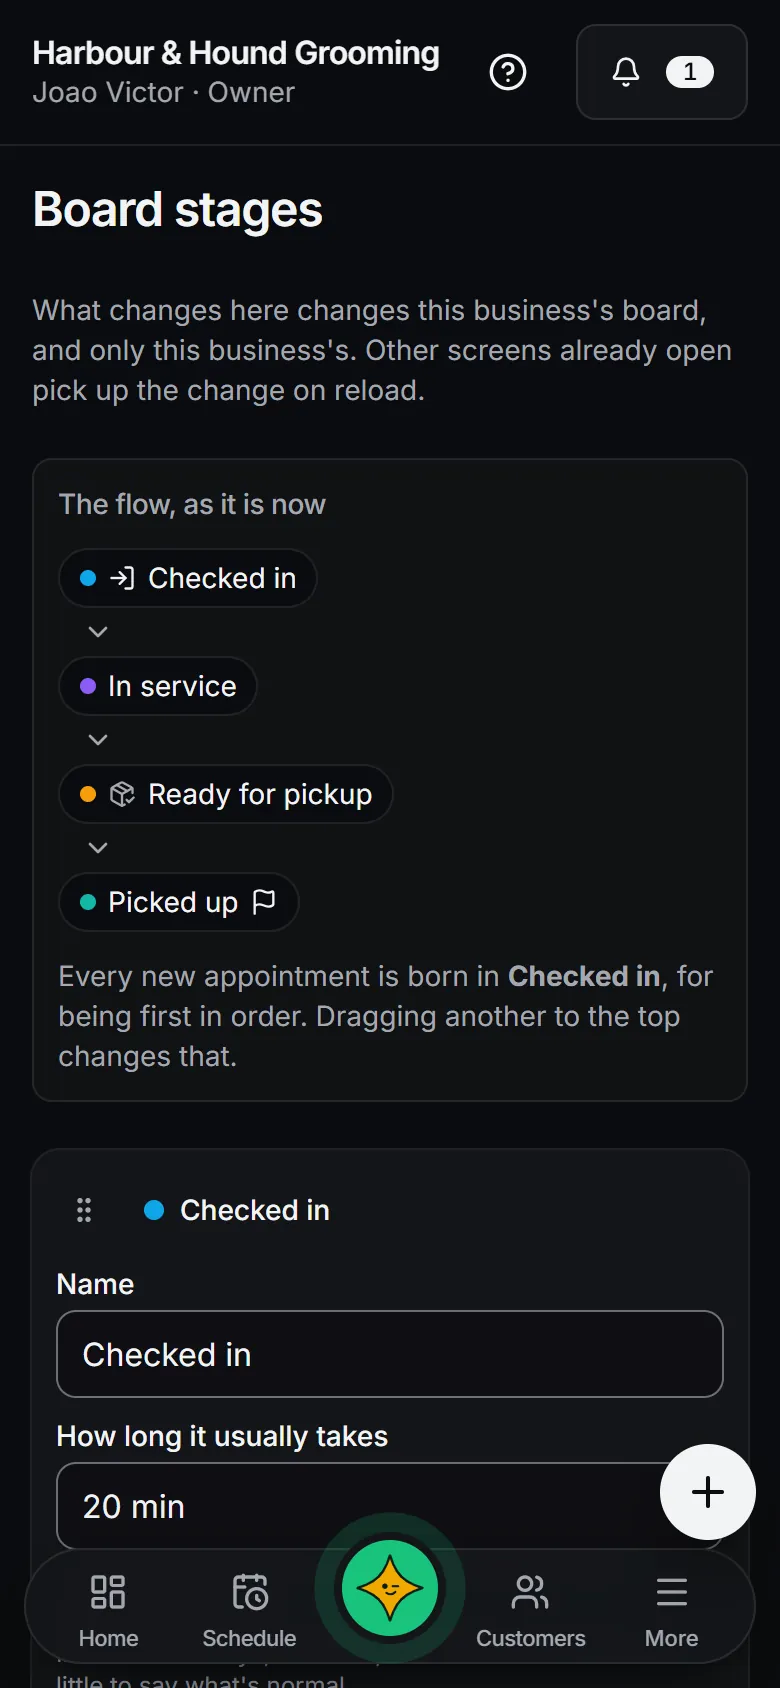 Harbour & Hound Grooming
Joao Victor · Owner
1
Board stages
What changes here changes this business's board,
and only this business's. Other screens already open
pick up the change on reload.
The flow, as it is now
Checked in
In service
Ready for pickup
Picked up
Every new appointment is born in Checked in, for
being first in order. Dragging another to the top
changes that.
Checked in
Name
Checked in
How long it usually takes
20 min
Home
Schedule
Customers
More
little to say what's normal